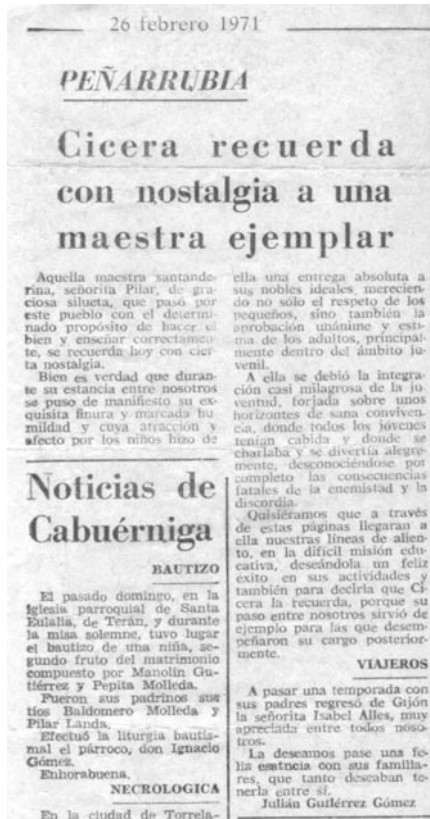 26 febrero 1971
PEÑARRUBIA
Cicera recuerda
con nostalgia a una
maestra ejemplar
Aquella maestra santande-
rina, señorita Pilar, de gra-
ciosa silueta, que pasó por
este pueblo con el determi-
nado propósito de hacer el
bien y enseñar correctamen-
te, se recuerda hoy con cier
ta nostalgia.
Bien es verdad que duran-
te su estancia entre nosotros
se puso de manifiesto su ex-
quisita finura y marcada hu-
mildad y cuya atracción y
afecto por los niños hizo de
ella una entrega absoluta a
sus nobles ideales, merecien-
do no sólo el respeto de los
pequeños, sino también la
aprobación unánime y esti-
ma de los adultos, principal-
mente dentro del ámbito ju-
venil.
A ella se debió la integra-
ción casi milagrosa de la ju-
ventud, forjada sobre unos
horizontes de sana conviven-
cia, donde todos los jóvenes
tenían cabida y donde se
charlaba y se divertía alegre-
mente, desconociéndose por
completo las consecuencias
fatales de la enemistad y la
discordia.
Quisiéramos que a través
de estas páginas llegaran a
ella nuestras líneas de alien-
to, en la difícil misión edu-
cativa, deseándola un feliz
éxito en sus actividades y
también para decirla que Ci-
cera la recuerda, porque su
paso entre nosotros sirvió de
ejemplo para las que desem-
peñaron su cargo posterior-
mente.
VIAJEROS
A pasar una temporada con
sus padres regresó de Gijón
la señorita Isabel Alles, muy
apreciada entre todos noso-
tros.
La deseamos pase una fe-
lia esatncia con sus familia-
res, que tanto descaban te-
nerla entre sí.
Julián Gutiérrez Gómez
Noticias de
Cabuérniga
BAUTIZO
El pasado domingo, en la
iglesia parroquial de Santa
Eulalia, de Terán, y durante
la misa solemne, tuvo lugar
el bautizo de una niña, se-
gundo fruto del matrimonio
compuesto por Manolín Gu-
tiérrez y Pepita Molleda.
Fueron sus padrinos sus
tíos Baldomero Molleda y
Pilar Landa.
Efectuó la liturgia bautis-
mal el párroco, don Ignacio
Gómez.
Enhorabuena.
NECROLOGICA
En la ciudad de Torrela-